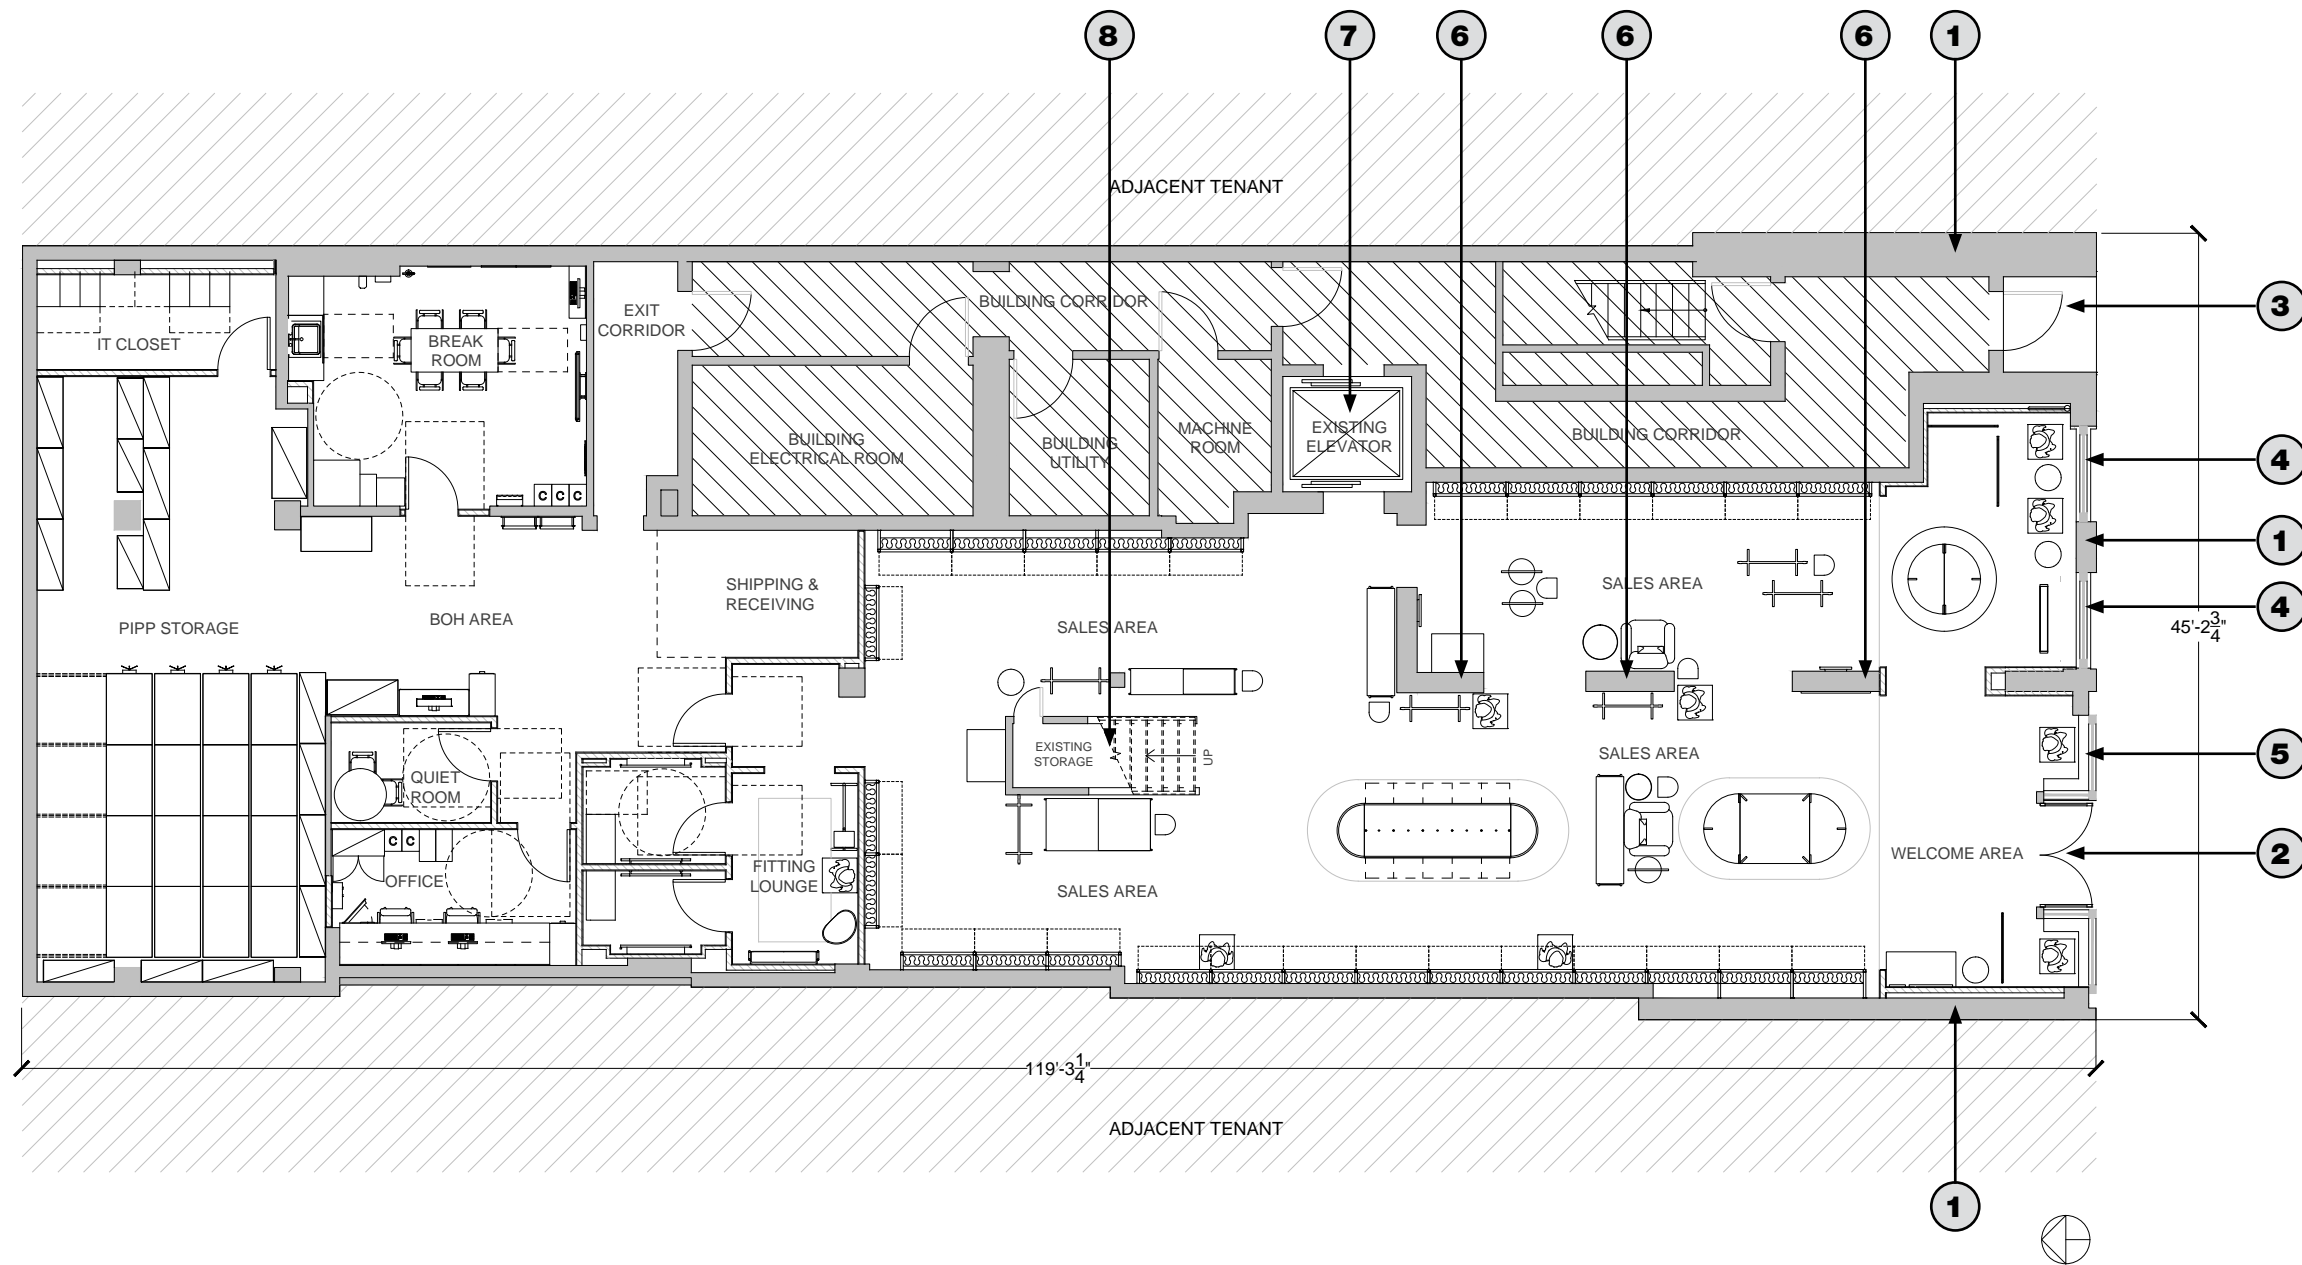 8 7 6 6 6 1
ADJACENT TENANT
3
BUILDING CORRIDOR
EXIT
CORRIDOR
IT CLOSET
BREAK
ROOM
BUILDING
ELECTRICAL ROOM
BUILDING
UTILITY
MACHINE
ROOM
EXISTING
ELEVATOR
BUILDING CORRIDOR
4
C C C
1
SHIPPING &
RECEIVING
SALES AREA
4
45'-2 3/4"
PIPP STORAGE
BOH AREA
SALES AREA
EXISTING
STORAGE
UP
SALES AREA
5
QUIET
ROOM
C C
OFFICE
FITTING
LOUNGE
SALES AREA
WELCOME AREA
2
119'-3 1/4"
ADJACENT TENANT
1